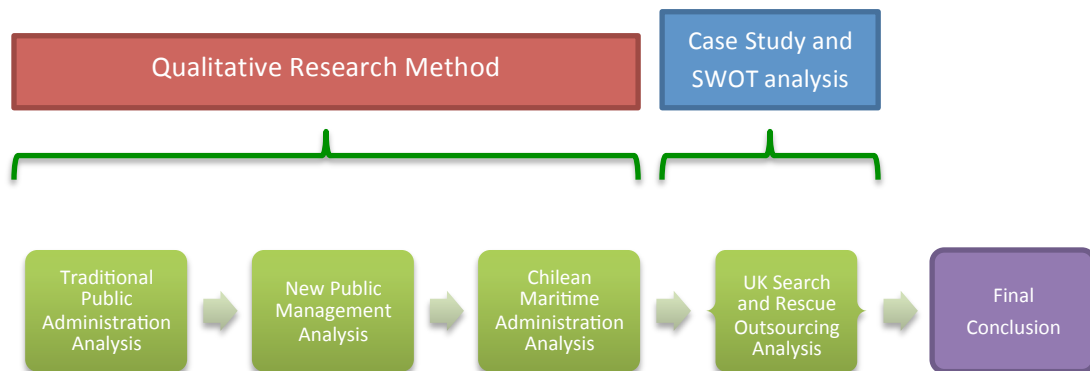 Qualitative Research Method
Case Study and
SWOT analysis
Traditional
Public
Administration
Analysis
New Public
Management
Analysis
Chilean
Maritime
Administration
Analysis
UK Search
and Rescue
Outsourcing
Analysis
Final
Conclusion